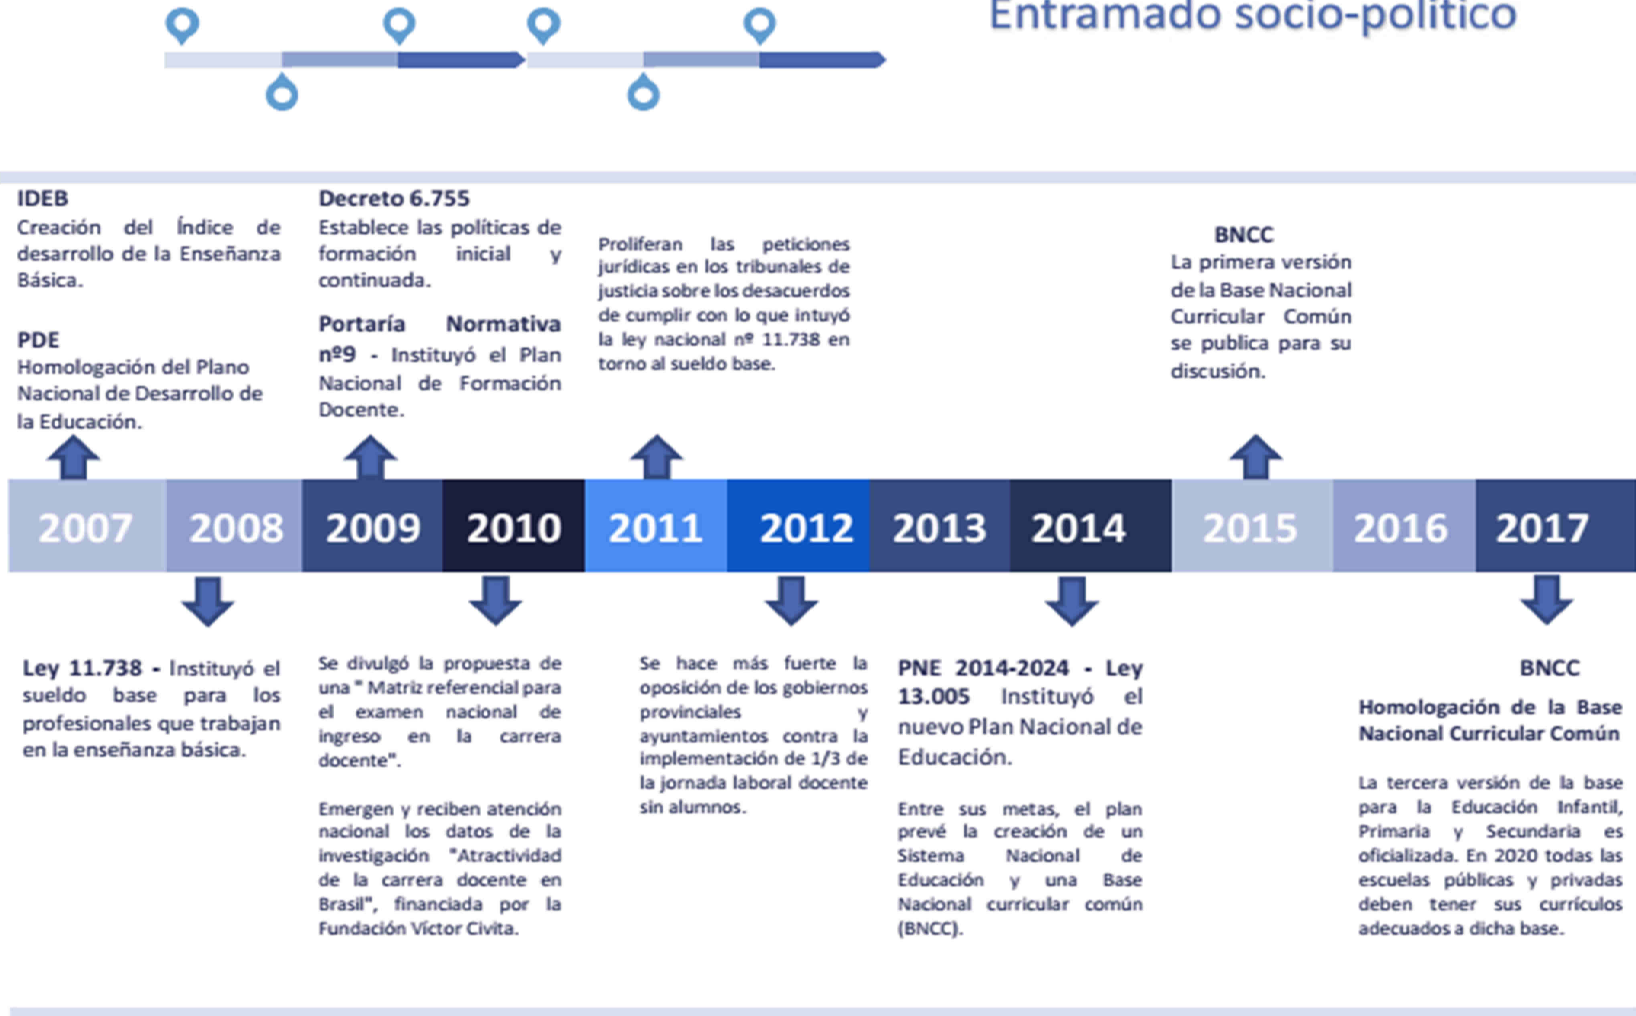 Entramado socio-político
IDEB
Creación del Índice de
desarrollo de la Enseñanza
Básica.
PDE
Homologación del Plano
Nacional de Desarrollo de
la Educación.
Decreto 6.755
Establece las políticas de
formación inicial y
continuada.
Portaría Normativa
nº9 - Instituyó el Plan
Nacional de Formación
Docente.
Proliferan las peticiones
jurídicas en los tribunales de
justicia sobre los desacuerdos
de cumplir con lo que intuyó
la ley nacional nº 11.738 en
torno al sueldo base.
BNCC
La primera versión
de la Base Nacional
Curricular Común
se publica para su
discusión.
2007 2008 2009 2010 2011 2012 2013 2014 2015 2016 2017
Ley 11.738 - Instituyó el
sueldo base para los
profesionales que trabajan
en la enseñanza básica.
Se divulgó la propuesta de
una " Matriz referencial para
el examen nacional de
ingreso en la carrera
docente".
Emergen y reciben atención
nacional los datos de la
investigación "Atractividad
de la carrera docente en
Brasil", financiada por la
Fundación Víctor Civita.
Se hace más fuerte la
oposición de los gobiernos
provinciales y
ayuntamientos contra la
implementación de 1/3 de
la jornada laboral docente
sin alumnos.
PNE 2014-2024 - Ley
13.005 Instituyó el
nuevo Plan Nacional de
Educación.
Entre sus metas, el plan
prevé la creación de un
Sistema Nacional de
Educación y una Base
Nacional curricular común
(BNCC).
BNCC
Homologación de la Base
Nacional Curricular Común
La tercera versión de la base
para la Educación Infantil,
Primaria y Secundaria es
oficializada. En 2020 todas las
escuelas públicas y privadas
deben tener sus currículos
adecuados a dicha base.